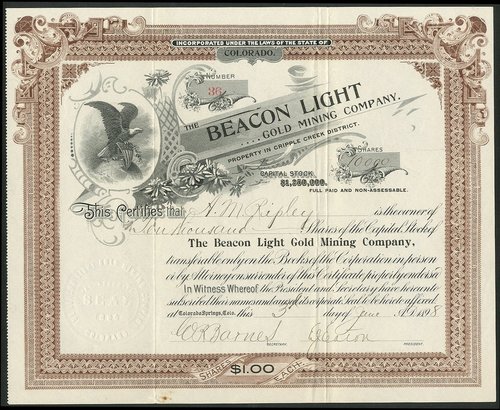 INCORPORATED UNDER THE LAWS OF THE STATE OF
COLORADO.
NUMBER
36
THE
BEACON LIGHT
GOLD MINING COMPANY.
PROPERTY IN CRIPPLE CREEK DISTRICT.
SHARES
10000
CAPITAL STOCK
$1,250,000.
FULL PAID AND NON-ASSESSABLE.
This Certifies that A. M. Ripley is the owner of
Ten thousand Shares of the Capital Stock of
The Beacon Light Gold Mining Company,
transferable only on the Books of the Corporation in person
or by Attorney on surrender of this Certificate properly endorsed.
In Witness Whereof the President and Secretary have hereunto
subscribed their names and caused its corporate Seal to be hereto affixed
at Colorado Springs, Colo. this day of June A.D. 1898
SEAL
SECRETARY.
PRESIDENT.
SHARES $1.00 EACH